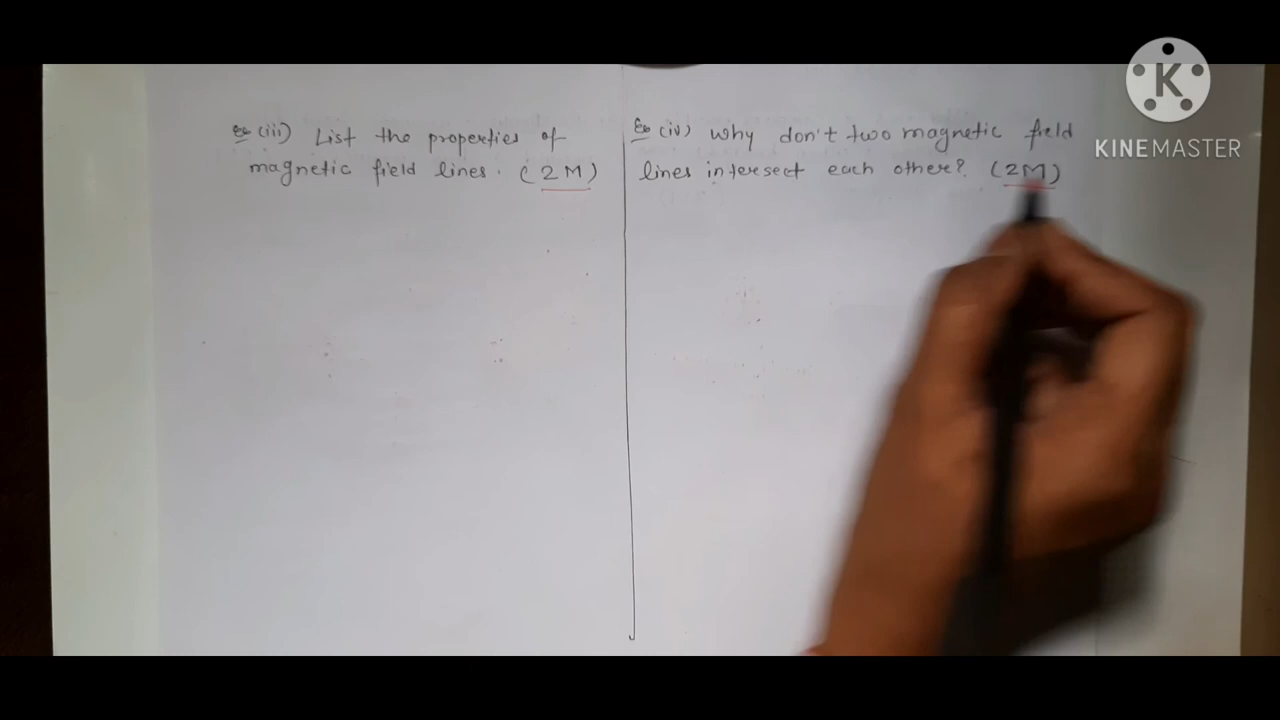 Q (iii) List the properties of
magnetic field lines. (2M)
Q (iv) why don't two magnetic field
lines intersect each other? (2M)
K
KINEMASTER